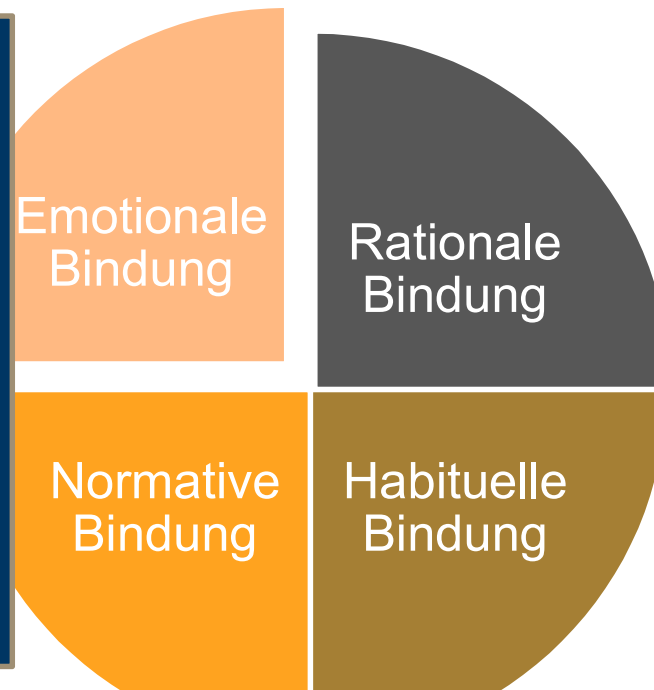 Emotionale
Bindung
Rationale
Bindung
Normative
Bindung
Habituelle
Bindung